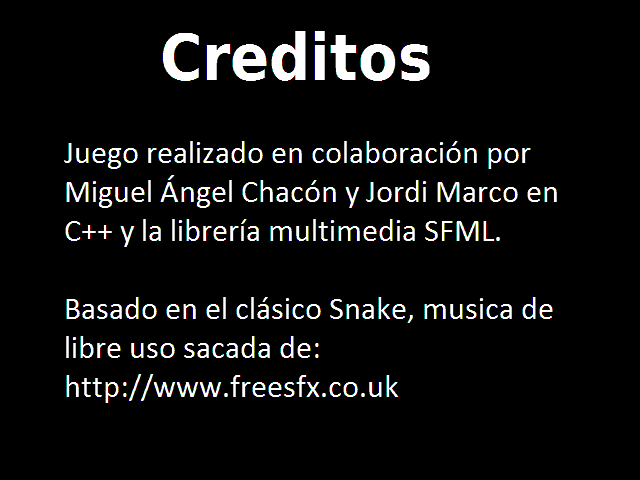 Creditos
Juego realizado en colaboración por
Miguel Ángel Chacón y Jordi Marco en
C++ y la librería multimedia SFML.
Basado en el clásico Snake, musica de
libre uso sacada de:
http://www.freesfx.co.uk